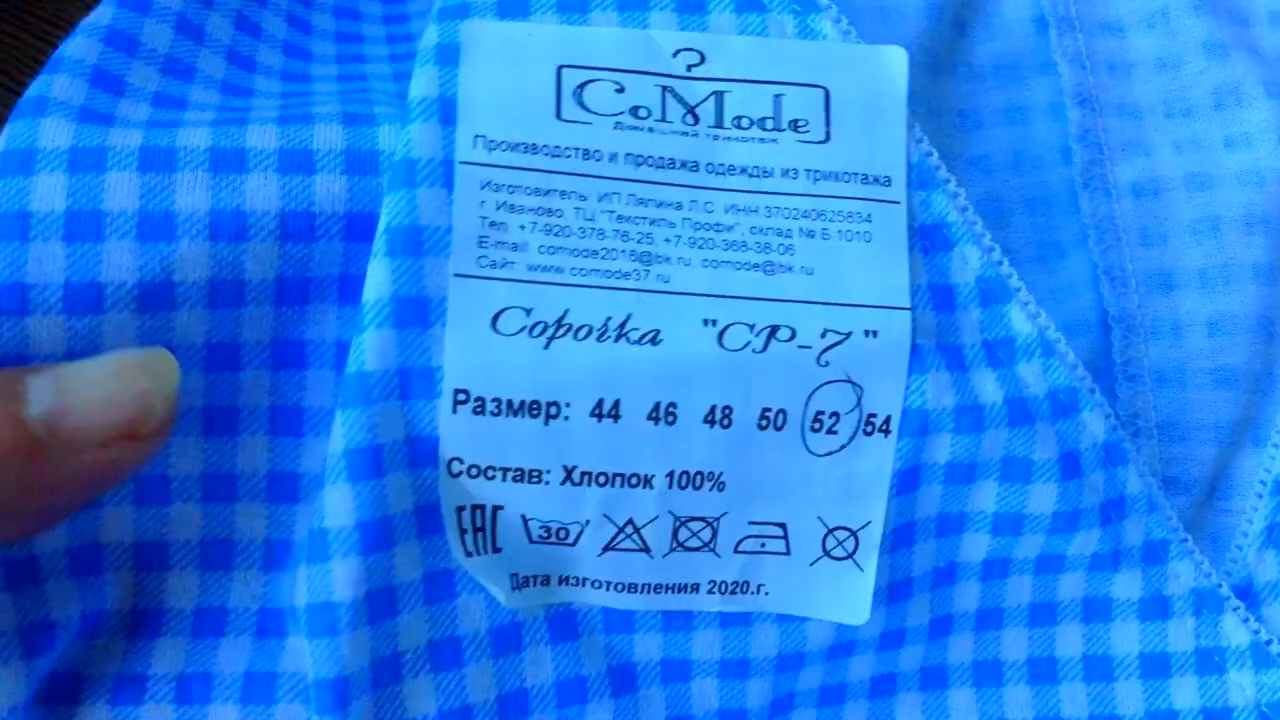 CoMode
Домашний трикотаж
Производство и продажа одежды из трикотажа
Изготовитель: ИП Ляпина Л.С. ИНН 370240625834
г. Иваново, ТЦ "Текстиль Профи", склад № Б 1010
Тел. +7-920-378-76-25, +7-920-368-38-06
E-mail: comode2016@bk.ru, comode@bk.ru
Сайт: www.comode37.ru
Сорочка "СР-7"
Размер: 44 46 48 50 52 54
Состав: Хлопок 100%
EAC 30
Дата изготовления 2020.г.